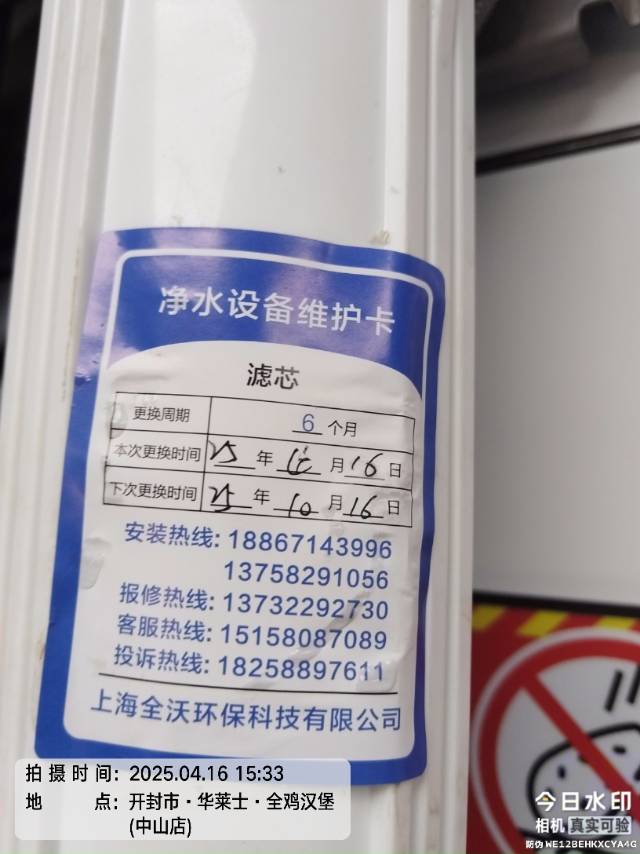 净水设备维护卡
滤芯
更换周期 6 个月
本次更换时间 25 年 月 16 日
下次更换时间 25 年 10 月 16 日
安装热线: 18867143996
13758291056
报修热线: 13732292730
客服热线: 15158087089
投诉热线: 18258897611
上海全沃环保科技有限公司
拍摄时间: 2025.04.16 15:33
地 点: 开封市·华莱士·全鸡汉堡
(中山店)
今日水印
相机 真实可验
防伪 WE12BEHKXCYA4G